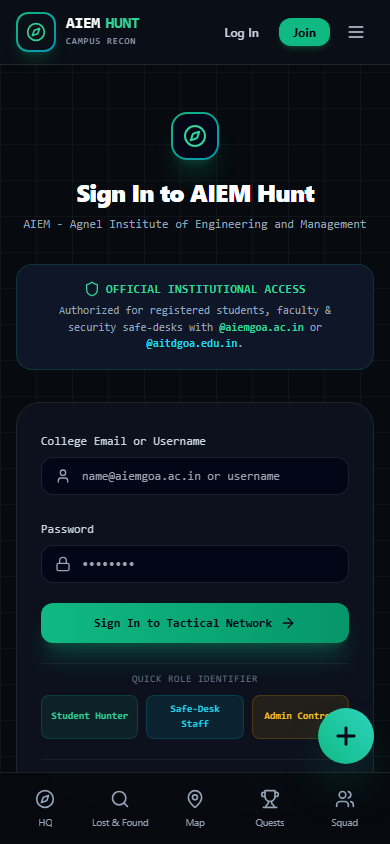 AIEM HUNT
CAMPUS RECON
Log In
Join
Sign In to AIEM Hunt
AIEM - Agnel Institute of Engineering and Management
OFFICIAL INSTITUTIONAL ACCESS
Authorized for registered students, faculty &
security safe-desks with @aiemgoa.ac.in or
@aitdgoa.edu.in.
College Email or Username
name@aiemgoa.ac.in or username
Password
••••••••
Sign In to Tactical Network →
QUICK ROLE IDENTIFIER
Student Hunter
Safe-Desk
Staff
Admin
HQ
Lost & Found
Map
Quests
Squad